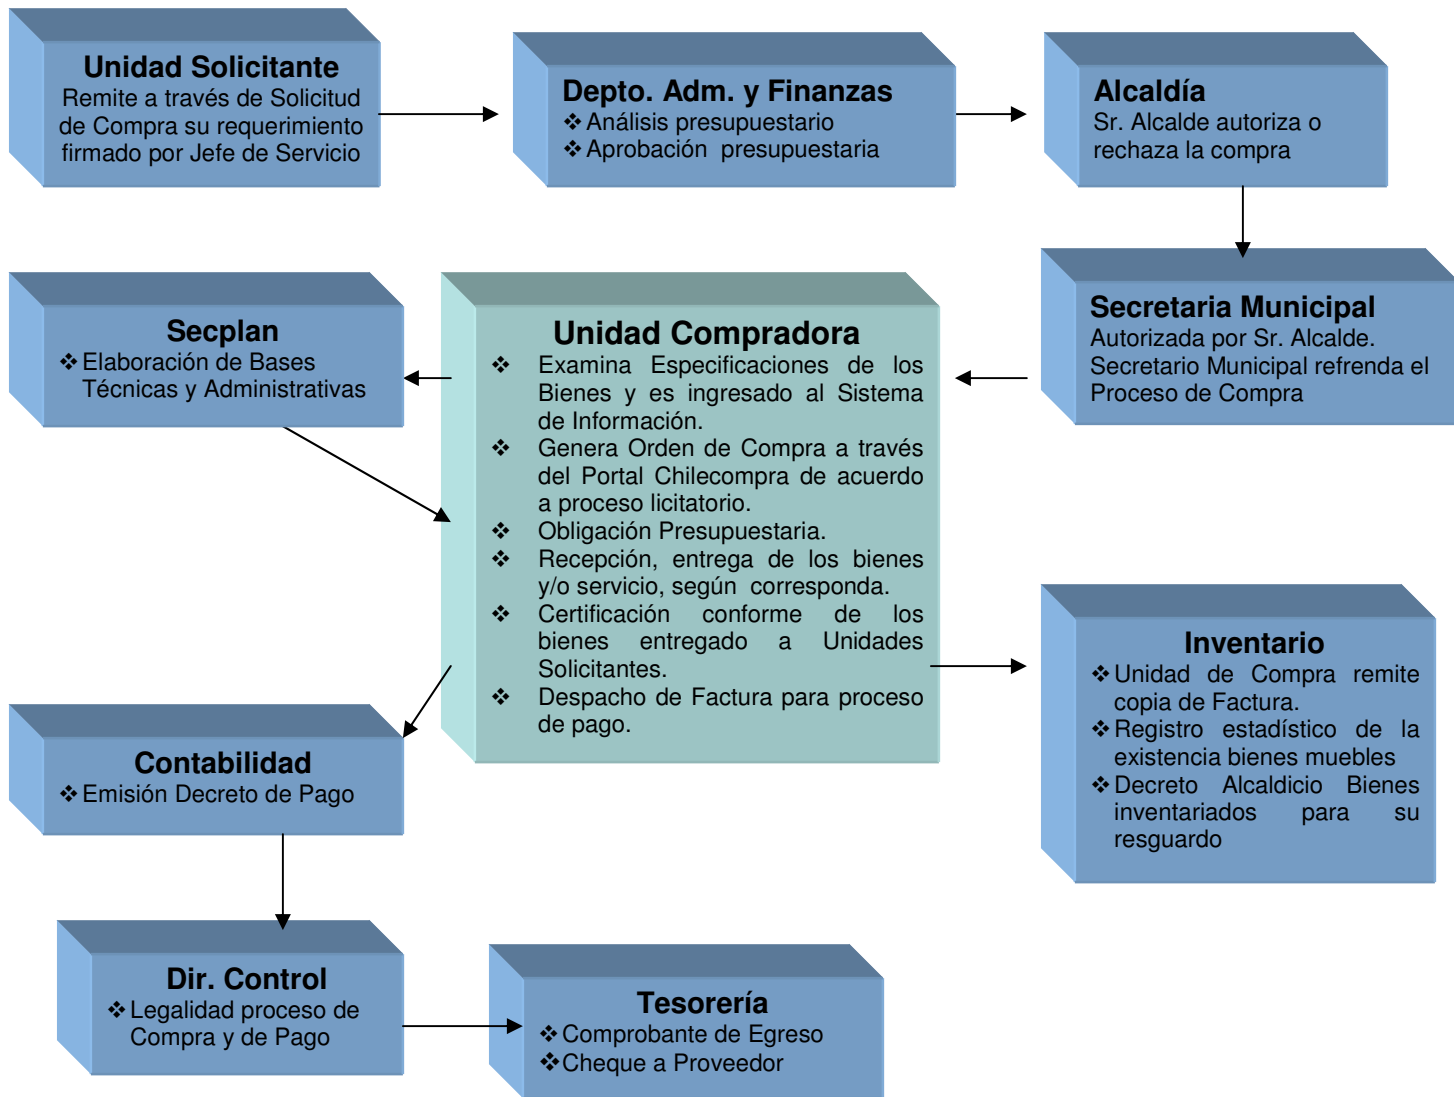 Unidad Solicitante
Remite a través de Solicitud
de Compra su requerimiento
firmado por Jefe de Servicio
Depto. Adm. y Finanzas
❖ Análisis presupuestario
❖ Aprobación presupuestaria
Alcaldía
Sr. Alcalde autoriza o
rechaza la compra
Secretaria Municipal
Autorizada por Sr. Alcalde.
Secretario Municipal refrenda el
Proceso de Compra
Unidad Compradora
❖ Examina Especificaciones de los
Bienes y es ingresado al Sistema
de Información.
❖ Genera Orden de Compra a través
del Portal Chilecompra de acuerdo
a proceso licitatorio.
❖ Obligación Presupuestaria.
❖ Recepción, entrega de los bienes
y/o servicio, según corresponda.
❖ Certificación conforme de los
bienes entregado a Unidades
Solicitantes.
❖ Despacho de Factura para proceso
de pago.
Secplan
❖ Elaboración de Bases
Técnicas y Administrativas
Inventario
❖ Unidad de Compra remite
copia de Factura.
❖ Registro estadístico de la
existencia bienes muebles
❖ Decreto Alcaldicio Bienes
inventariados para su
resguardo
Contabilidad
❖ Emisión Decreto de Pago
Dir. Control
❖ Legalidad proceso de
Compra y de Pago
Tesorería
❖ Comprobante de Egreso
❖ Cheque a Proveedor